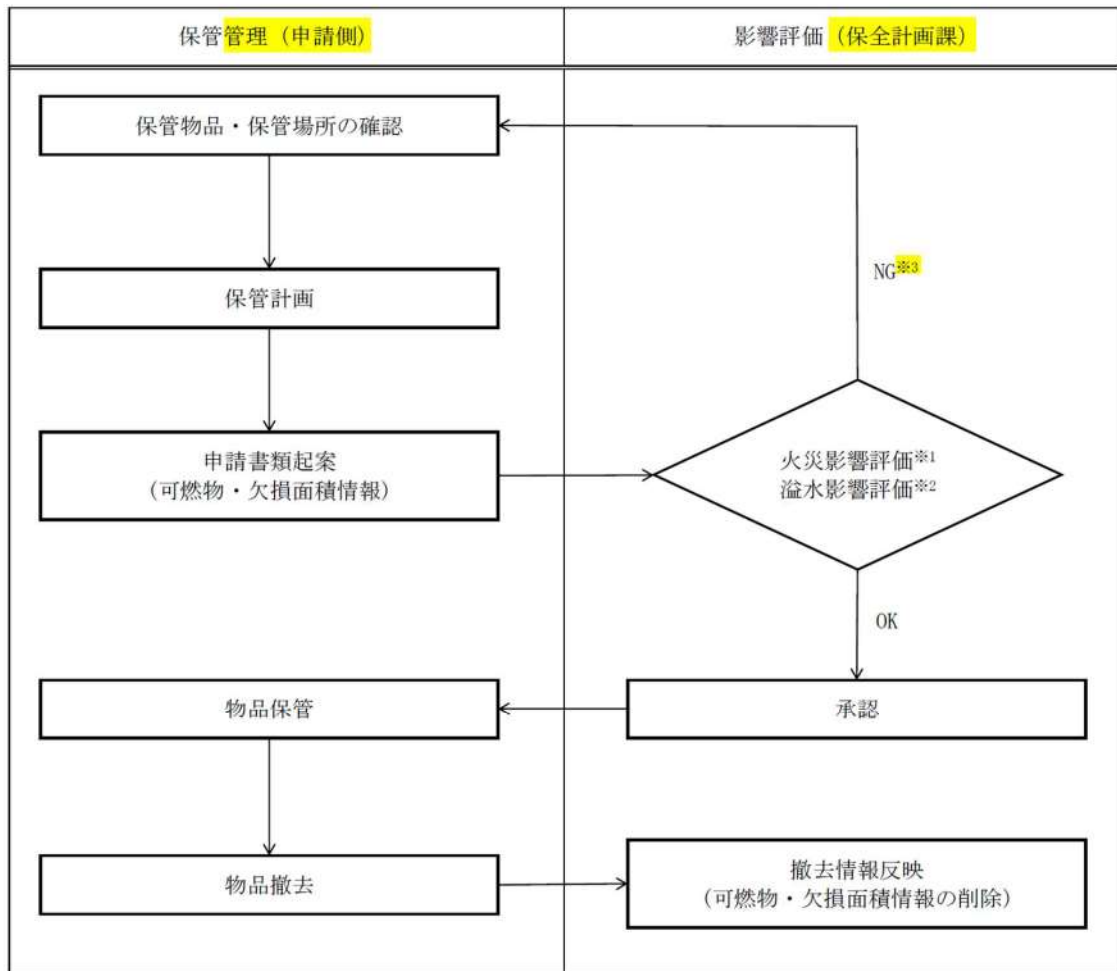 保管管理（申請側）
影響評価（保全計画課）
保管物品・保管場所の確認
保管計画
NG※3
申請書類起案
（可燃物・欠損面積情報）
火災影響評価※1
溢水影響評価※2
OK
物品保管
承認
物品撤去
撤去情報反映
（可燃物・欠損面積情報の削除）